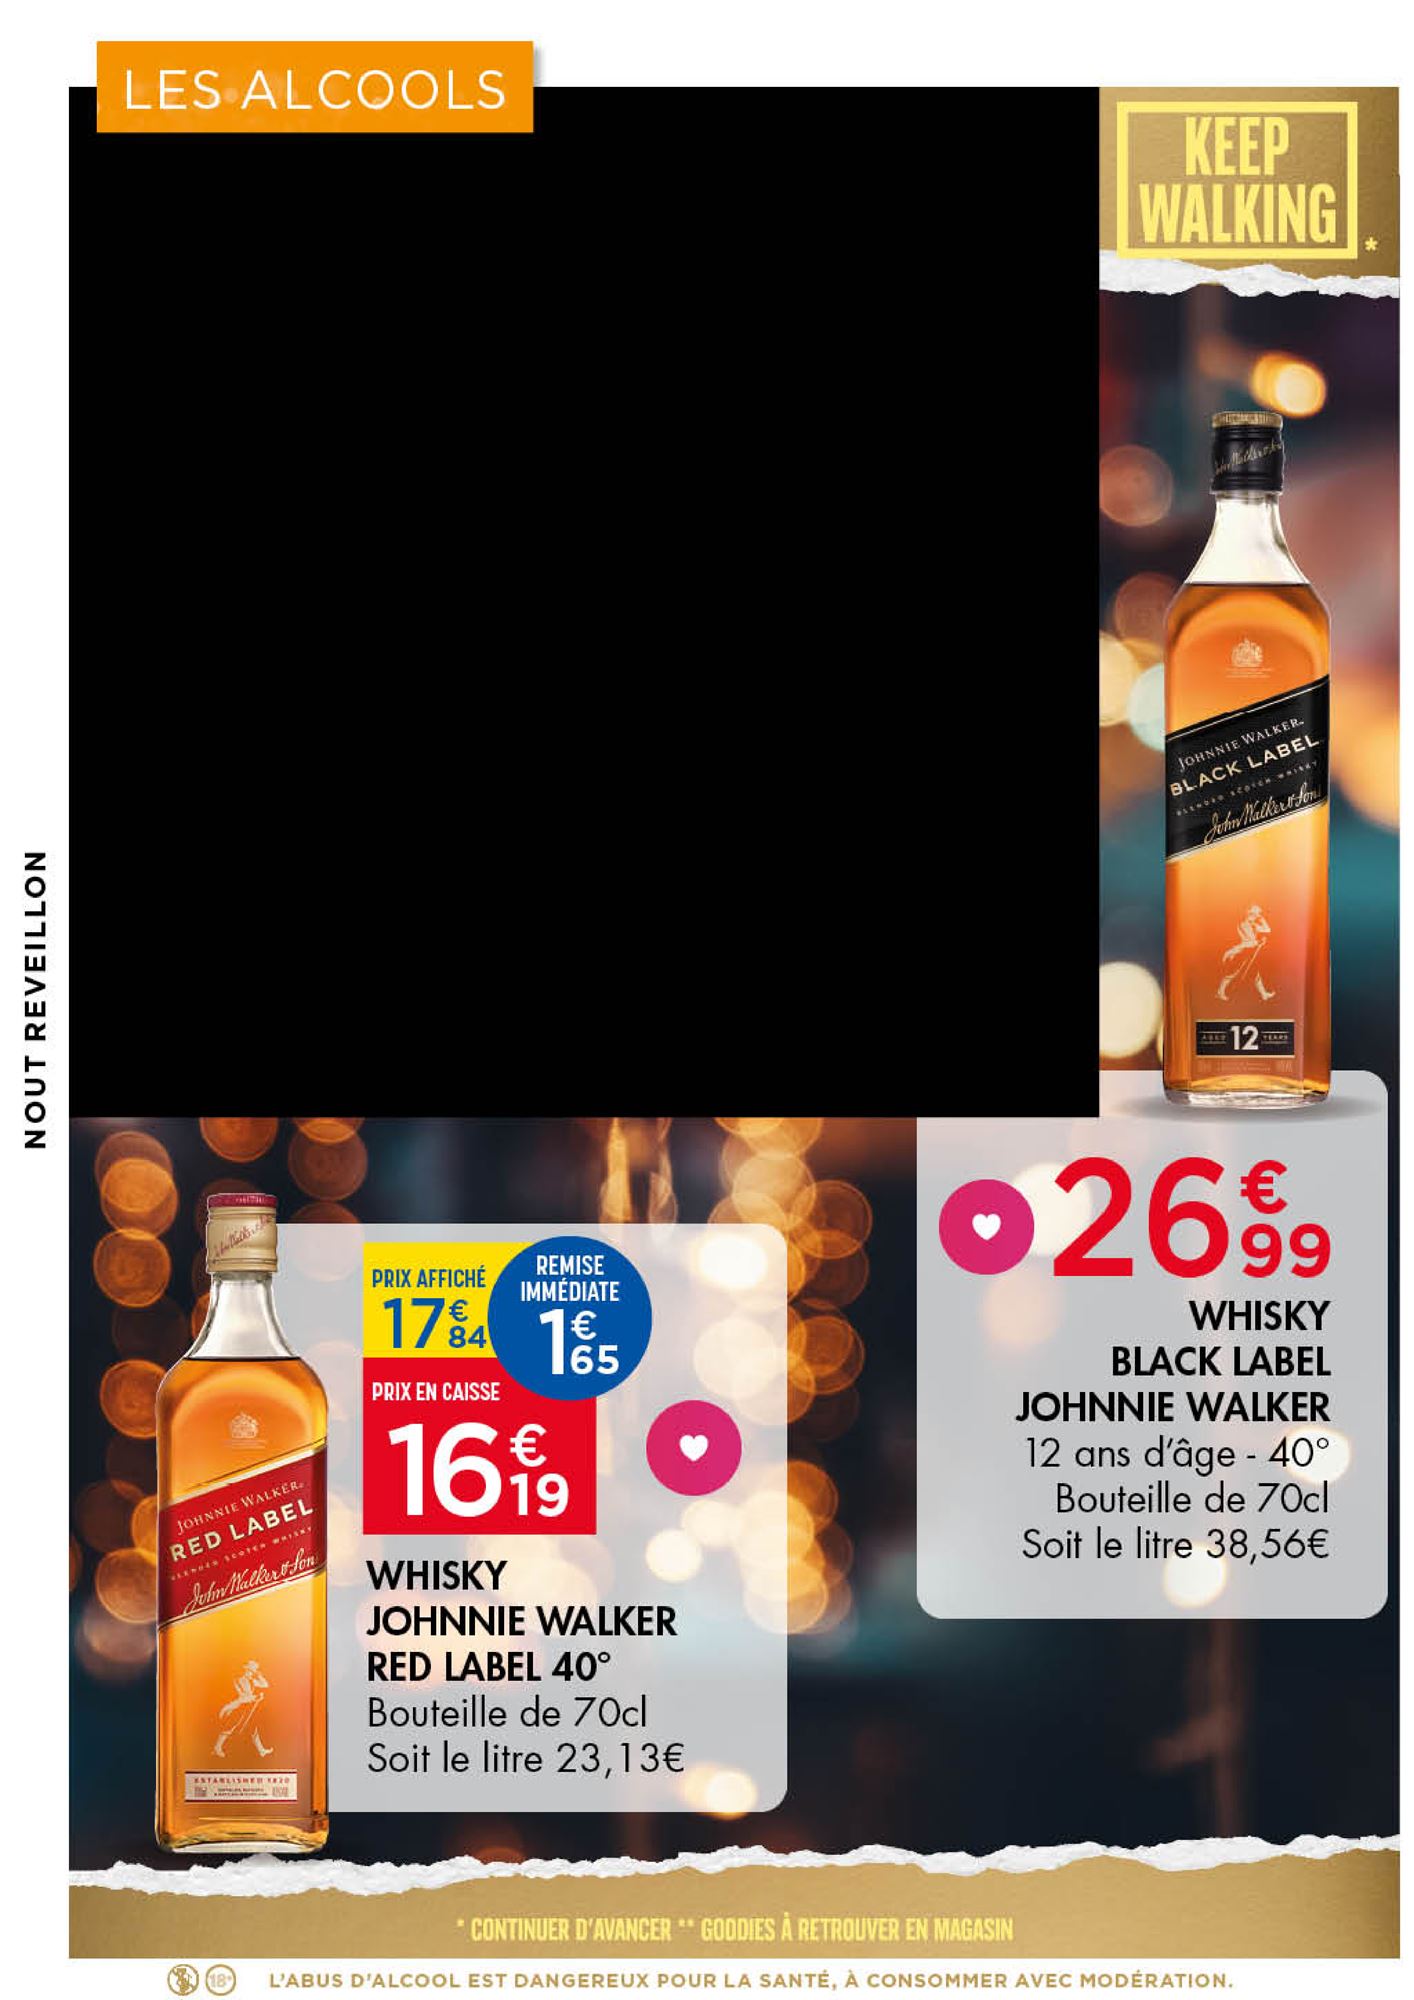 LES ALCOOLS
KEEP
WALKING
*
NOUT REVEILLON
JOHNNIE WALKER
BLACK LABEL
BLENDED SCOTCH WHISKY
John Walker & Sons
AGED 12 YEARS
26€99
WHISKY
BLACK LABEL
JOHNNIE WALKER
12 ans d'âge - 40°
Bouteille de 70cl
Soit le litre 38,56€
PRIX AFFICHÉ
17€84
REMISE
IMMÉDIATE
1€65
PRIX EN CAISSE
16€19
WHISKY
JOHNNIE WALKER
RED LABEL 40°
Bouteille de 70cl
Soit le litre 23,13€
JOHNNIE WALKER
RED LABEL
BLENDED SCOTCH WHISKY
John Walker & Sons
ESTABLISHED 1820
* CONTINUER D'AVANCER ** GOODIES À RETROUVER EN MAGASIN
18+
L'ABUS D'ALCOOL EST DANGEREUX POUR LA SANTÉ, À CONSOMMER AVEC MODÉRATION.